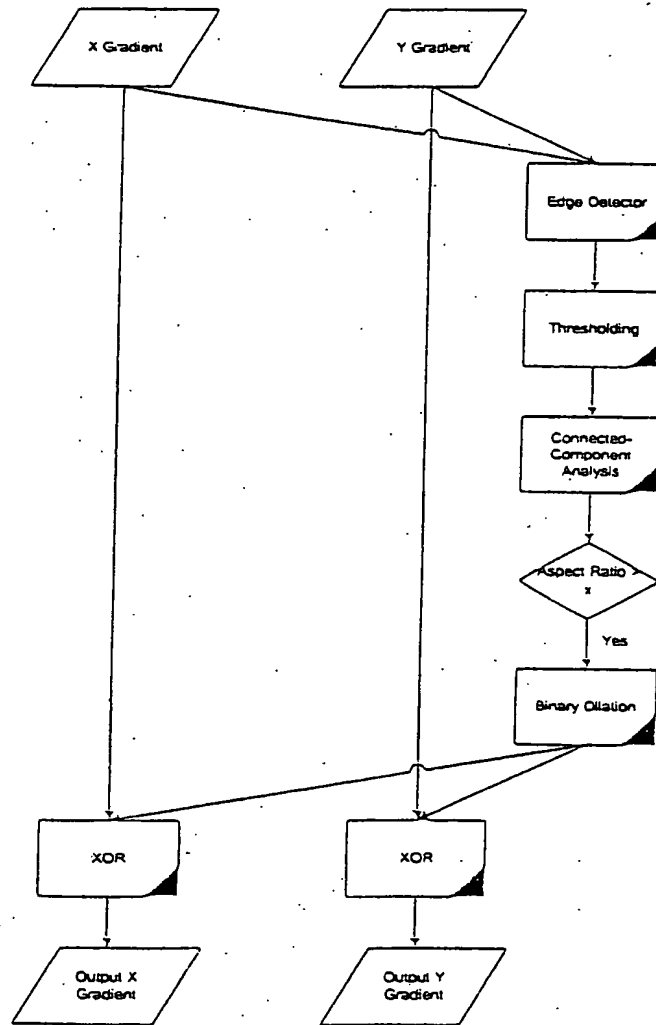 X Gradient
Y Gradient
Edge Detector
Thresholding
Connected-
Component
Analysis
Aspect Ratio >
x
Yes
Binary Dilation
XOR
XOR
Output X
Gradient
Output Y
Gradient